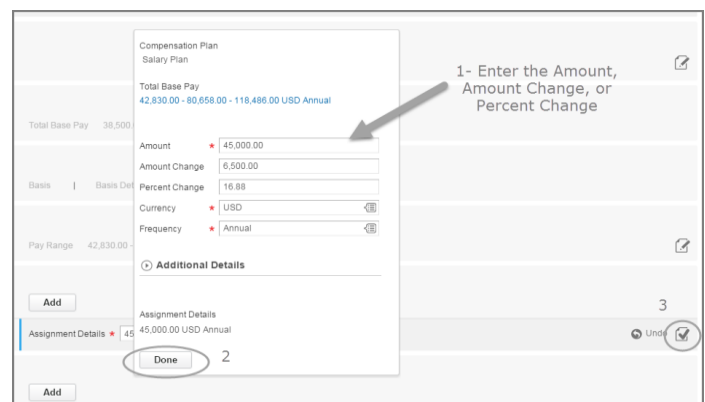 Compensation Plan
Salary Plan
Total Base Pay
42,830.00 - 80,658.00 - 118,486.00 USD Annual
1- Enter the Amount,
Amount Change, or
Percent Change
Total Base Pay 38,500.
Amount * 45,000.00
Amount Change 6,500.00
Basis | Basis Det
Percent Change 16.88
Currency * USD
Frequency * Annual
Pay Range 42,830.00 -
Additional Details
Add
3
Assignment Details
45,000.00 USD Annual
Assignment Details * 45
Undo
Done 2
Add